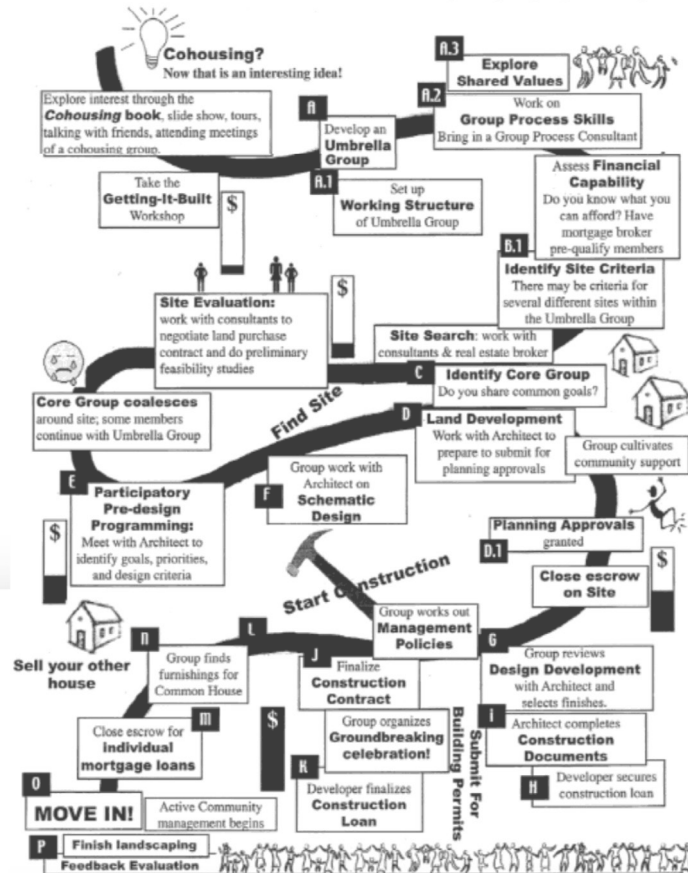 Cohousing?
Now that is an interesting idea!
Explore interest through the
Cohousing book, slide show, tours,
talking with friends, attending meetings
of a cohousing group.
Take the
Getting-It-Built
Workshop
$
A
Develop an
Umbrella
Group
A.1
Set up
Working Structure
of Umbrella Group
A.2
Work on
Group Process Skills
Bring in a Group Process Consultant
A.3
Explore
Shared Values
Assess Financial
Capability
Do you know what you
can afford? Have
mortgage broker
pre-qualify members
B.1
Identify Site Criteria
There may be criteria for
several different sites within
the Umbrella Group
Site Search: work with
consultants & real estate broker
$
Site Evaluation:
work with consultants to
negotiate land purchase
contract and do preliminary
feasibility studies
C
Identify Core Group
Do you share common goals?
Core Group coalesces
around site; some members
continue with Umbrella Group
Find Site
D
Land Development
Work with Architect to
prepare to submit for
planning approvals
Group cultivates
community support
E
Participatory
Pre-design
Programming:
Meet with Architect to
identify goals, priorities,
and design criteria
$
F
Group work with
Architect on
Schematic
Design
D.1
Planning Approvals
granted
Close escrow
on Site
$
Start Construction
Group works out
Management
Policies
G
Group reviews
Design Development
with Architect and
selects finishes.
i
Architect completes
Construction
Documents
H
Developer secures
construction loan
Submit For
Building Permits
J
Finalize
Construction
Contract
Group organizes
Groundbreaking
celebration!
K
Developer finalizes
Construction
Loan
L
$
Sell your other
house
n
Group finds
furnishings for
Common House
m
Close escrow for
individual
mortgage loans
O
MOVE IN!
Active Community
management begins
P
Finish landscaping
Feedback Evaluation